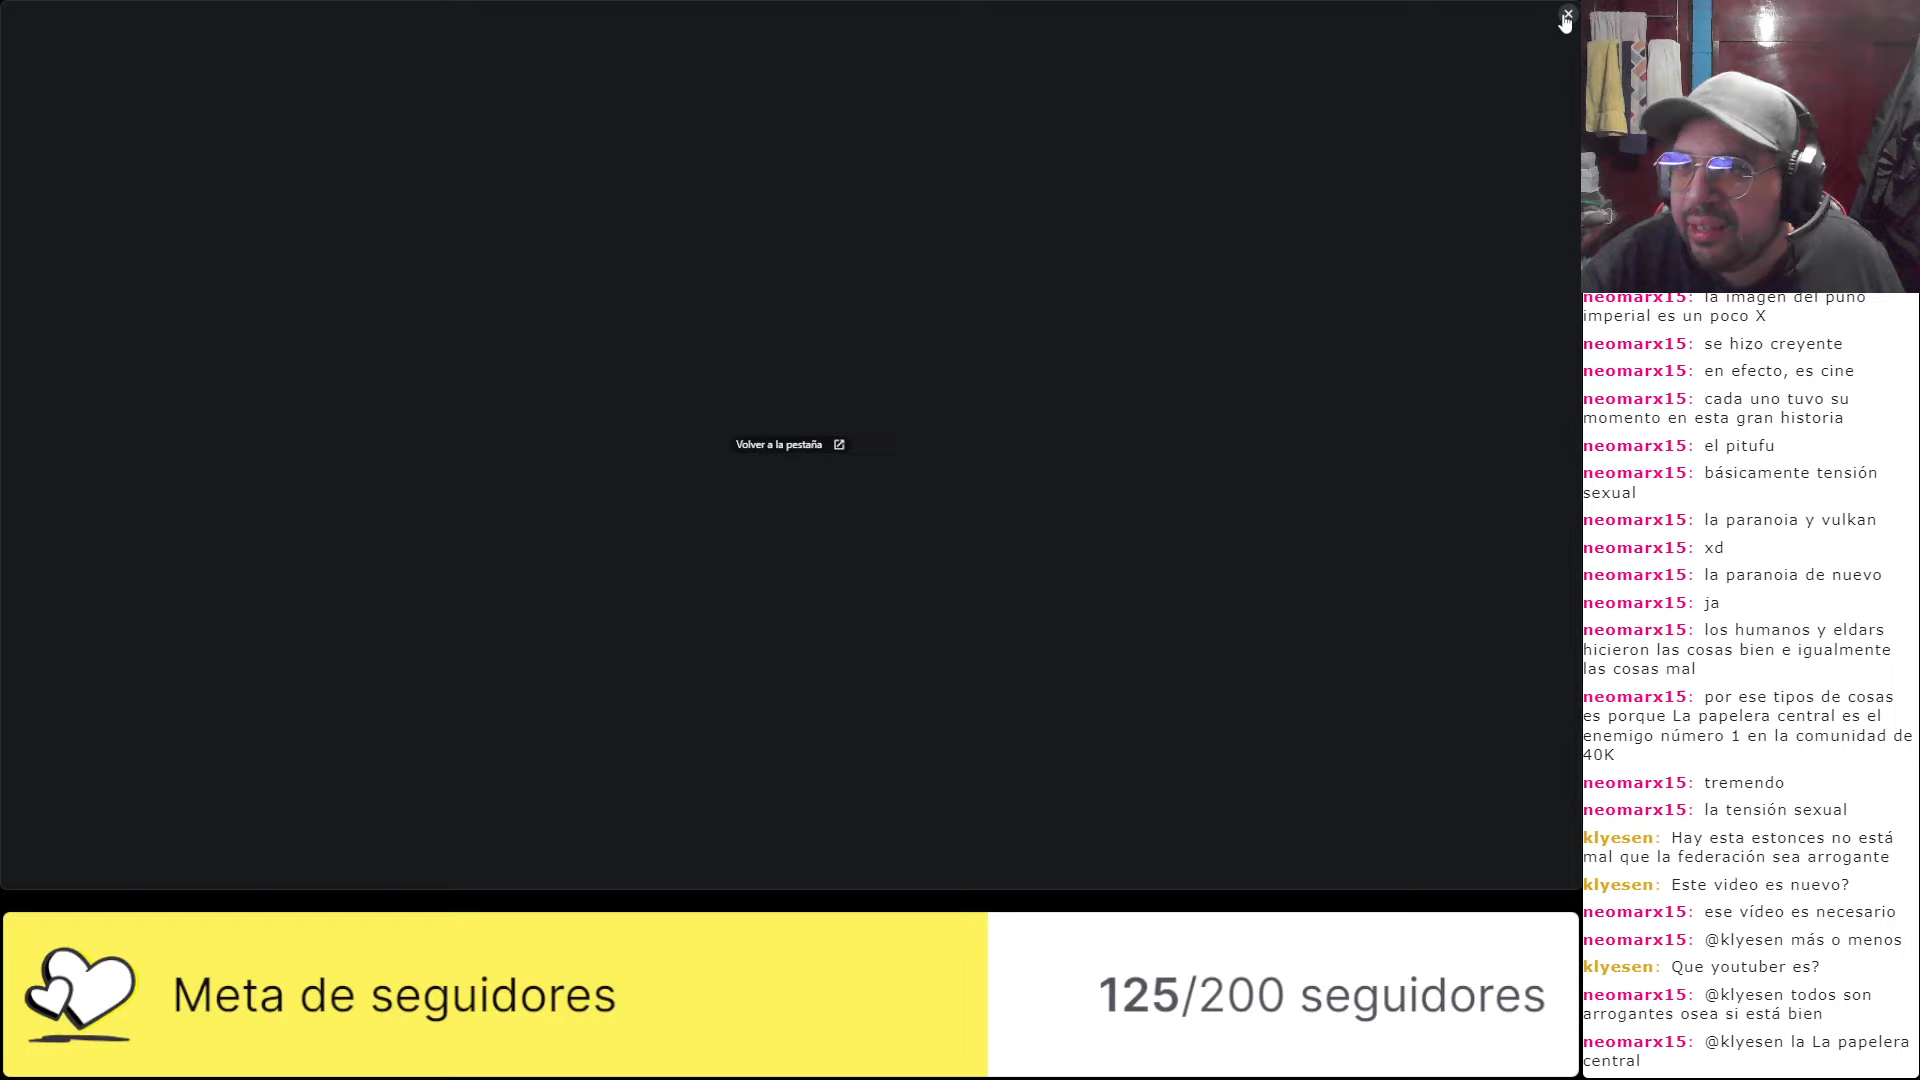 Volver a la pestaña
neomarx15: la imagen del puño
imperial es un poco X
neomarx15: se hizo creyente
neomarx15: en efecto, es cine
neomarx15: cada uno tuvo su
momento en esta gran historia
neomarx15: el pitufu
neomarx15: básicamente tensión
sexual
neomarx15: la paranoia y vulkan
neomarx15: xd
neomarx15: la paranoia de nuevo
neomarx15: ja
neomarx15: los humanos y eldars
hicieron las cosas bien e igualmente
las cosas mal
neomarx15: por ese tipos de cosas
es porque La papelera central es el
enemigo número 1 en la comunidad de
40K
neomarx15: tremendo
neomarx15: la tensión sexual
klyesen: Hay esta estonces no está
mal que la federación sea arrogante
klyesen: Este video es nuevo?
neomarx15: ese vídeo es necesario
neomarx15: @klyesen más o menos
klyesen: Que youtuber es?
neomarx15: @klyesen todos son
arrogantes osea si está bien
neomarx15: @klyesen la La papelera
central
Meta de seguidores
125/200 seguidores